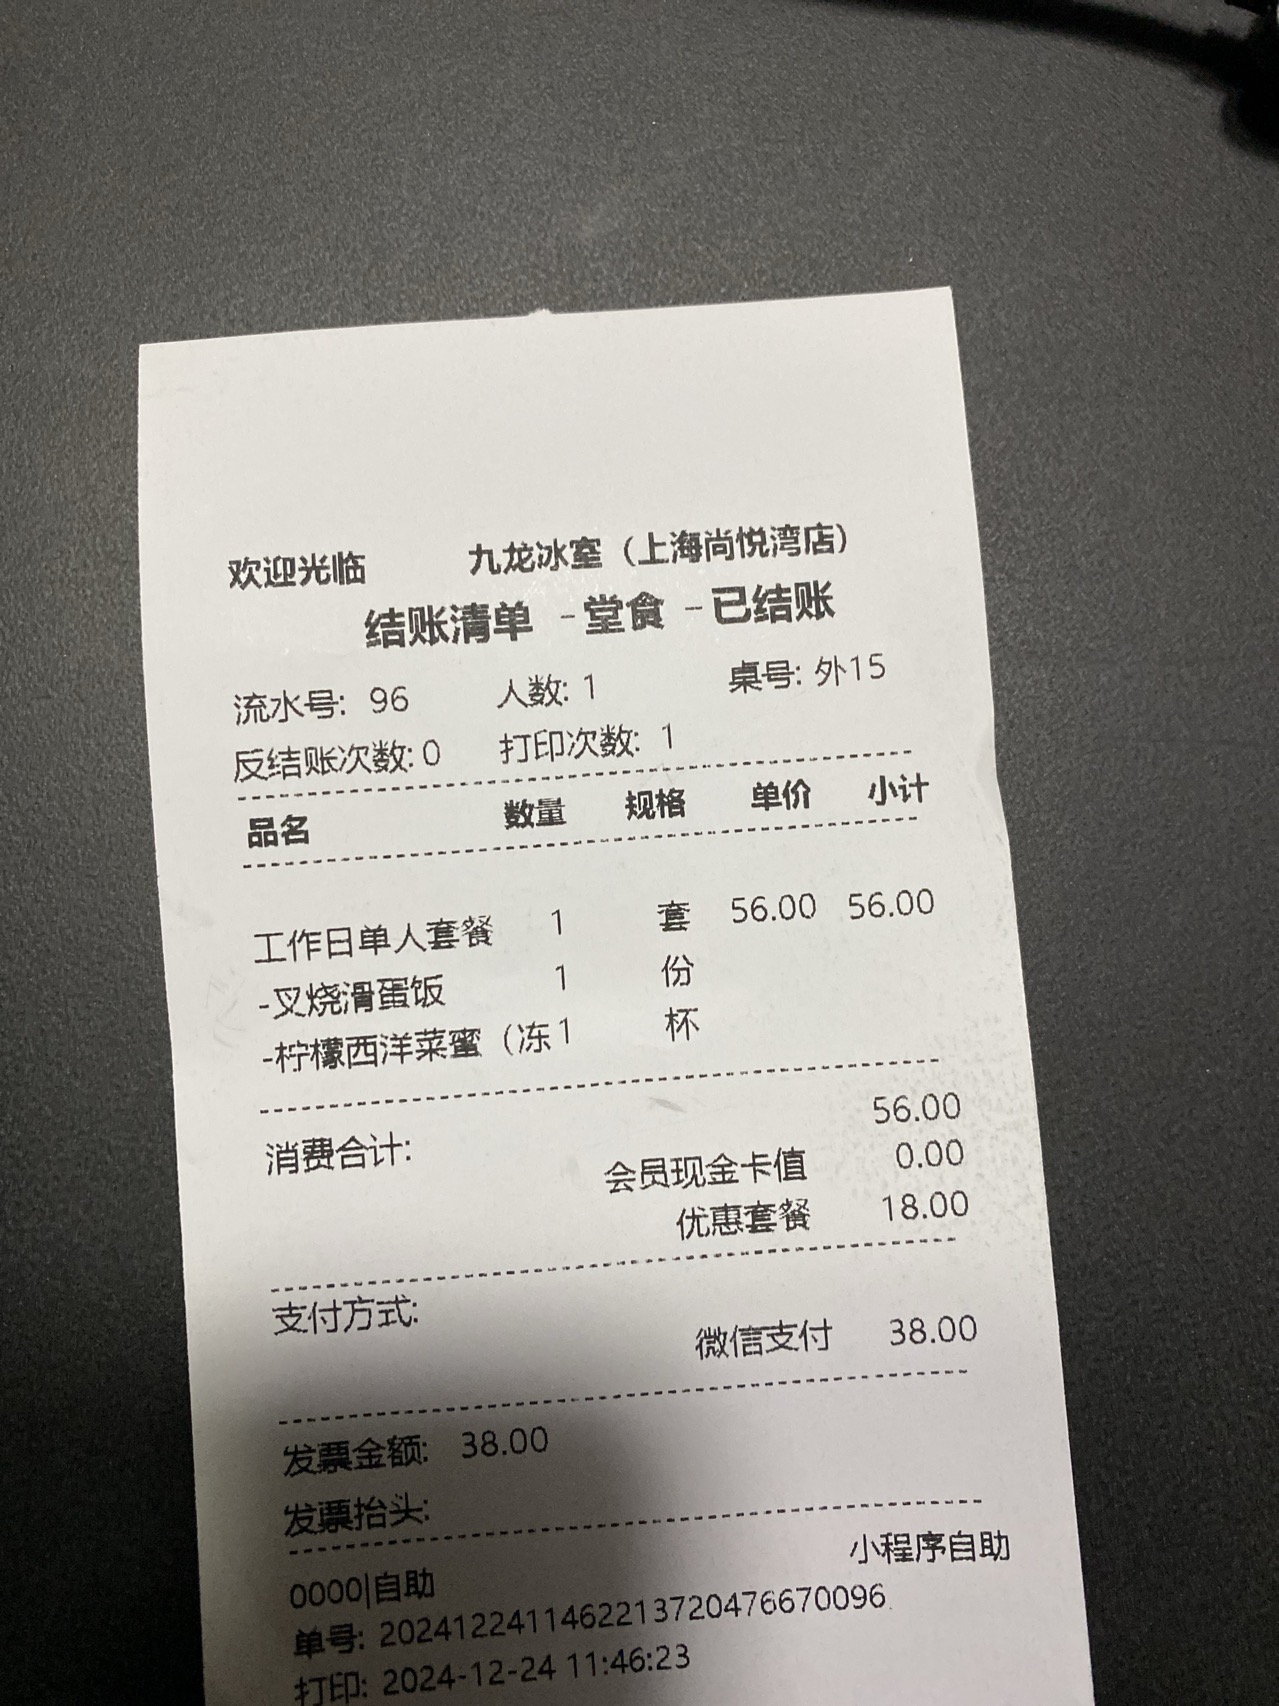 欢迎光临 九龙冰室（上海尚悦湾店）
结账清单 -堂食 -已结账
流水号: 96 人数: 1 桌号: 外15
反结账次数: 0 打印次数: 1
品名 数量 规格 单价 小计
工作日单人套餐 1 套 56.00 56.00
-叉烧滑蛋饭 1 份
-柠檬西洋菜蜜（冻 1 杯
消费合计: 56.00
会员现金卡值 0.00
优惠套餐 18.00
支付方式:
微信支付 38.00
发票金额: 38.00
发票抬头:
小程序自助
0000|自助
单号: 2024122411462213720476670096
打印: 2024-12-24 11:46:23